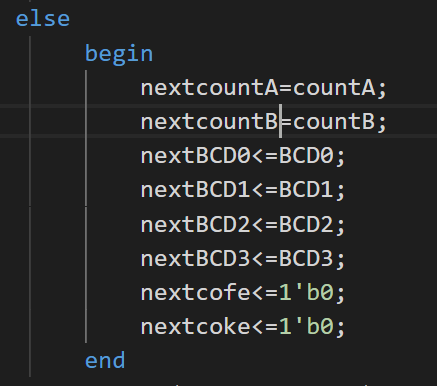 else
begin
nextcountA=countA;
nextcountB=countB;
nextBCD0<=BCD0;
nextBCD1<=BCD1;
nextBCD2<=BCD2;
nextBCD3<=BCD3;
nextcofe<=1'b0;
nextcoke<=1'b0;
end